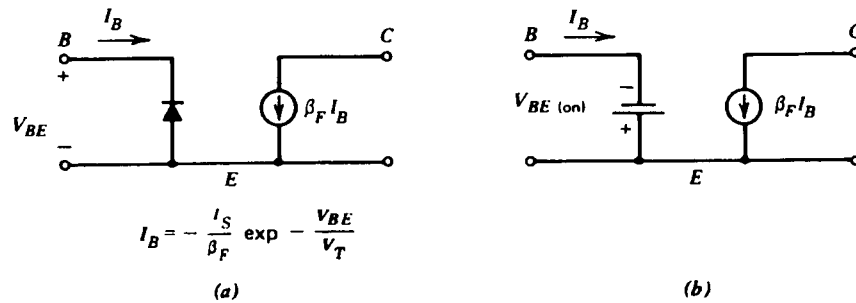 I_B
B
+
V_BE
−
β_F I_B
C
E
I_B = − I_S/β_F exp − V_BE/V_T
(a)
I_B
B
−
V_BE (on)
+
β_F I_B
C
E
(b)